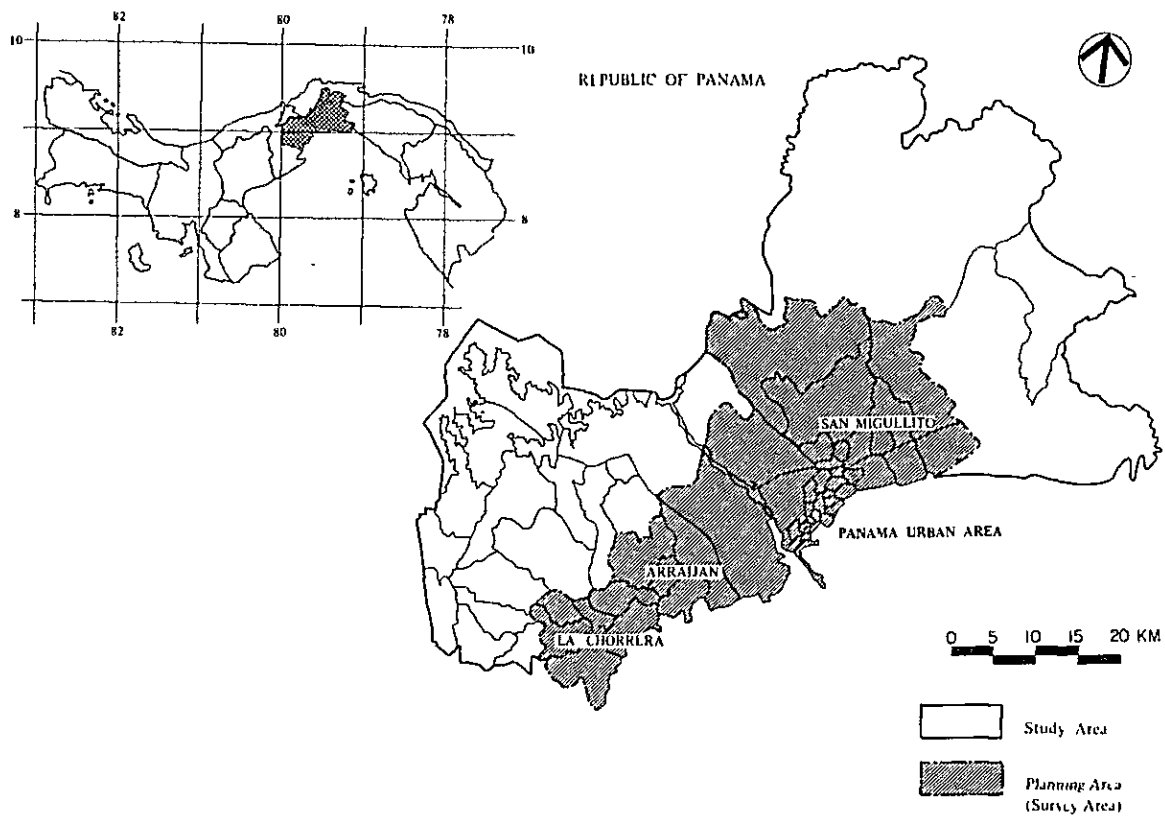 82
80
78
10
10
REPUBLIC OF PANAMA
8
8
82
80
78
SAN MIGULLITO
PANAMA URBAN AREA
ARRAIJAN
LA CHORRERA
0 5 10 15 20 KM
Study Area
Planning Area
(Survey Area)